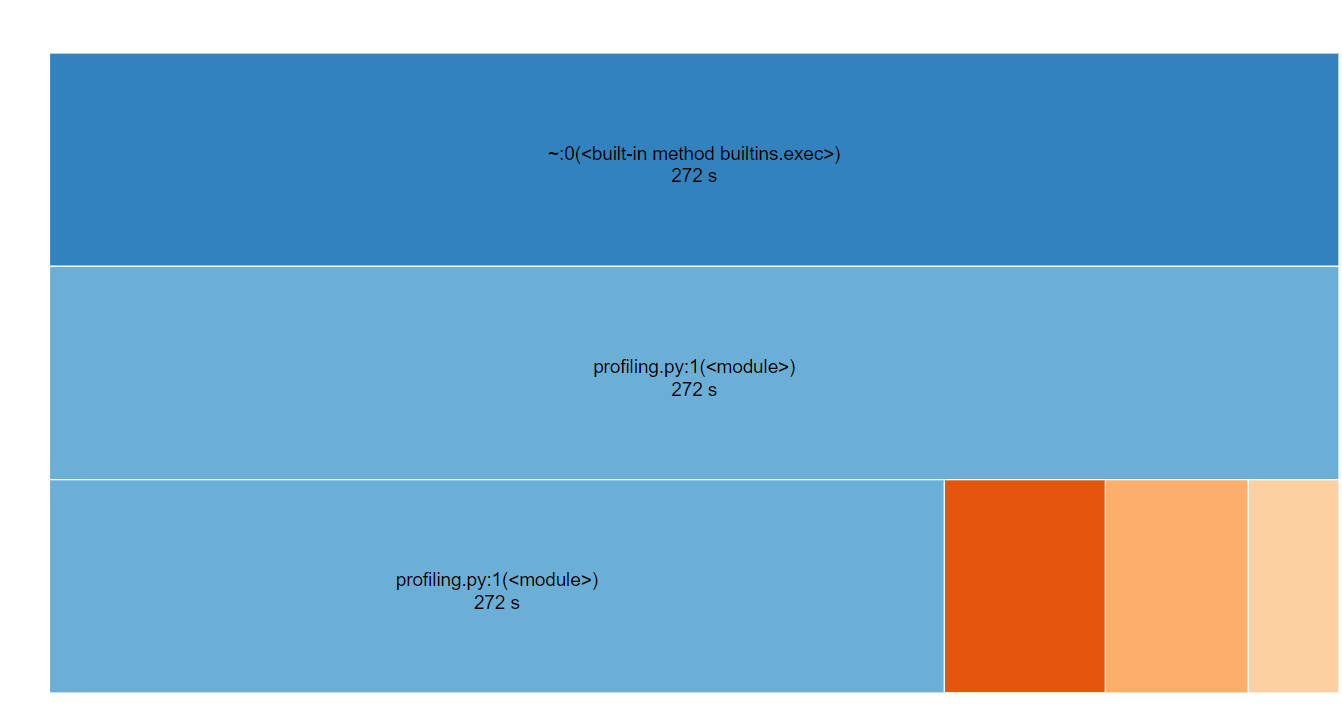 ~:0(<built-in method builtins.exec>)
272 s
profiling.py:1(<module>)
272 s
profiling.py:1(<module>)
272 s